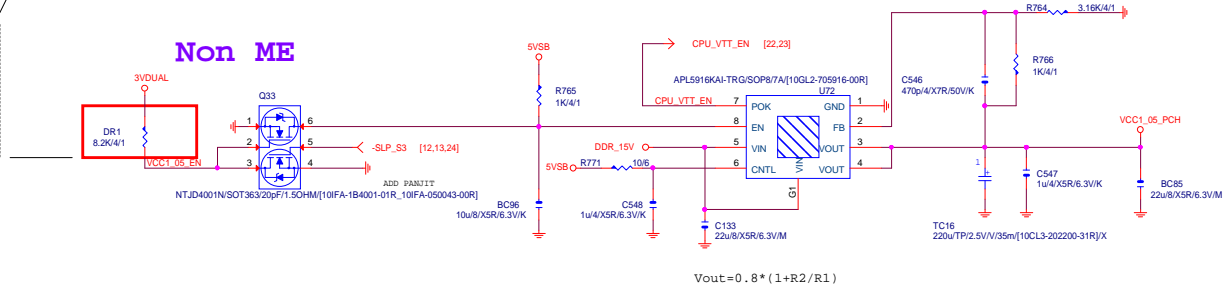 R764
3.16K/4/1
Non ME
5VSB
CPU_VTT_EN [22,23]
R766
1K/4/1
3VDUAL
APL5916KAI-TRG/SOP8/7A/[10GL2-705916-00R]
C546
470p/4/X7R/50V/K
Q33
R765
1K/4/1
U72
CPU_VTT_EN
7
POK
GND
1
DR1
8.2K/4/1
1
6
8
EN
FB
2
VCC1_05_PCH
2
5
-SLP_S3 [12,13,24]
DDR_15V
5
VIN
VOUT
3
VCC1_05_EN
3
4
5VSB
R771
10/6
6
CNTL
VIN
VOUT
4
1
+
C547
1u/4/X5R/6.3V/K
ADD PANJIT
NTJD4001N/SOT363/20pF/1.5OHM/[10IFA-1B4001-01R_10IFA-050043-00R]
G1
BC85
22u/8/X5R/6.3V/M
BC96
10u/8/X5R/6.3V/K
C548
1u/4/X5R/6.3V/K
C133
22u/8/X5R/6.3V/M
TC16
220u/TP/2.5V/V/35m/[10CL3-202200-31R]/X
Vout=0.8*(1+R2/R1)